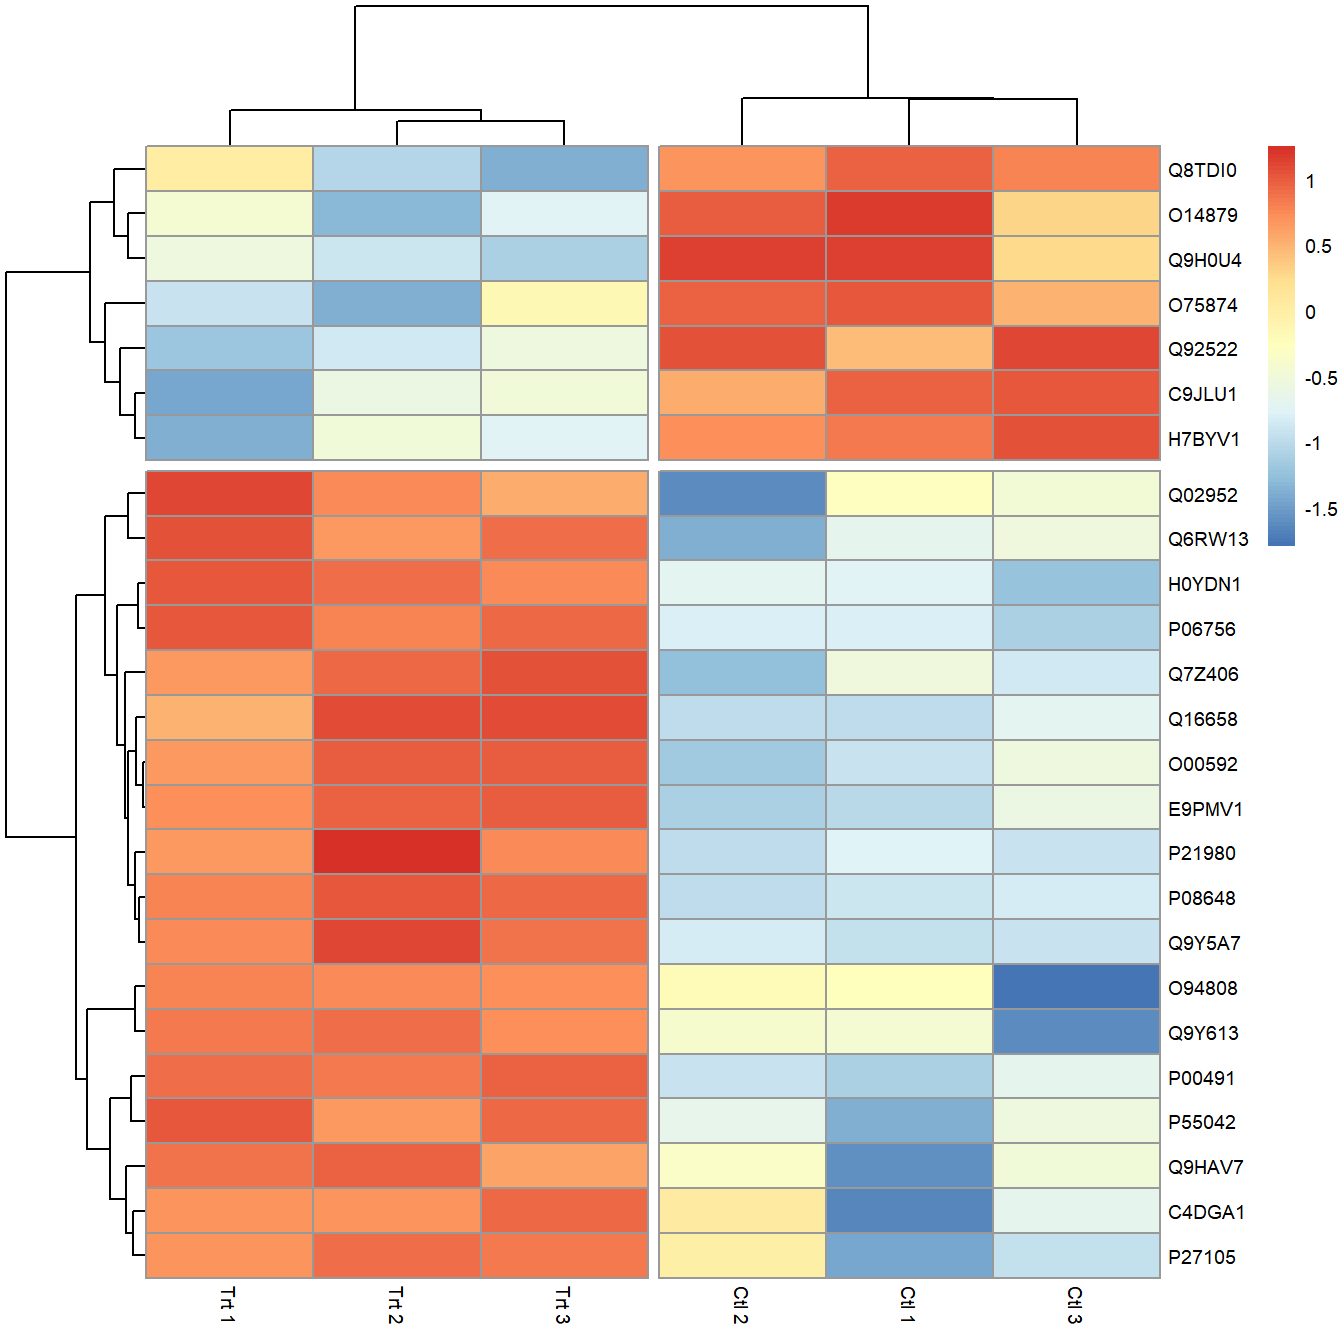 Q8TDI0
O14879
Q9H0U4
O75874
Q92522
C9JLU1
H7BYV1
Q02952
Q6RW13
H0YDN1
P06756
Q7Z406
Q16658
O00592
E9PMV1
P21980
P08648
Q9Y5A7
O94808
Q9Y613
P00491
P55042
Q9HAV7
C4DGA1
P27105
1
0.5
0
-0.5
-1
-1.5
Trt 1
Trt 2
Trt 3
Ctl 2
Ctl 1
Ctl 3